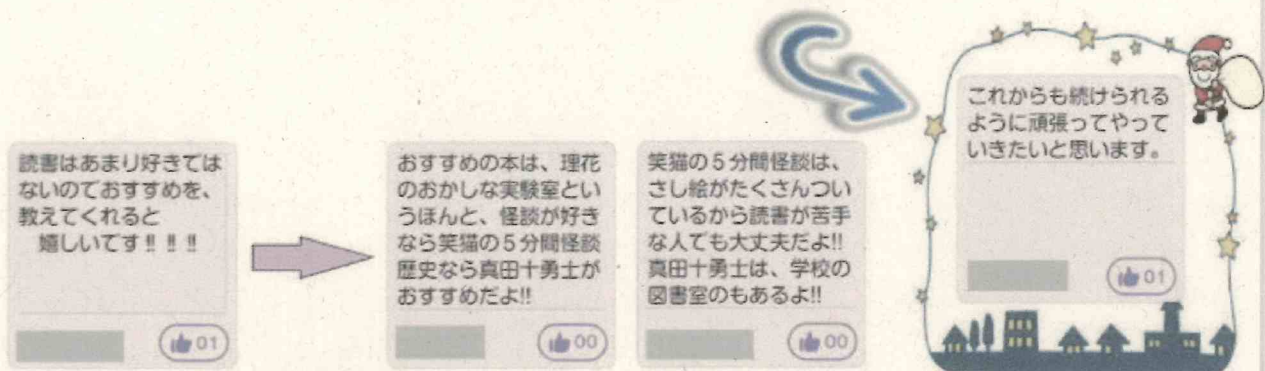 読書はあまり好きでは
ないのでおすすめを、
教えてくれると
嬉しいです!!!!!!
01
おすすめの本は、理花
のおかしな実験室とい
うほんと、怪談が好き
なら笑猫の5分間怪談
歴史なら真田十勇士が
おすすめだよ!!
00
笑猫の5分間怪談は、
さし絵がたくさんつい
ているから読書が苦手
な人でも大丈夫だよ!!
真田十勇士は、学校の
図書室のもあるよ!!
00
これからも続けられる
ように頑張ってやって
いきたいと思います。
01